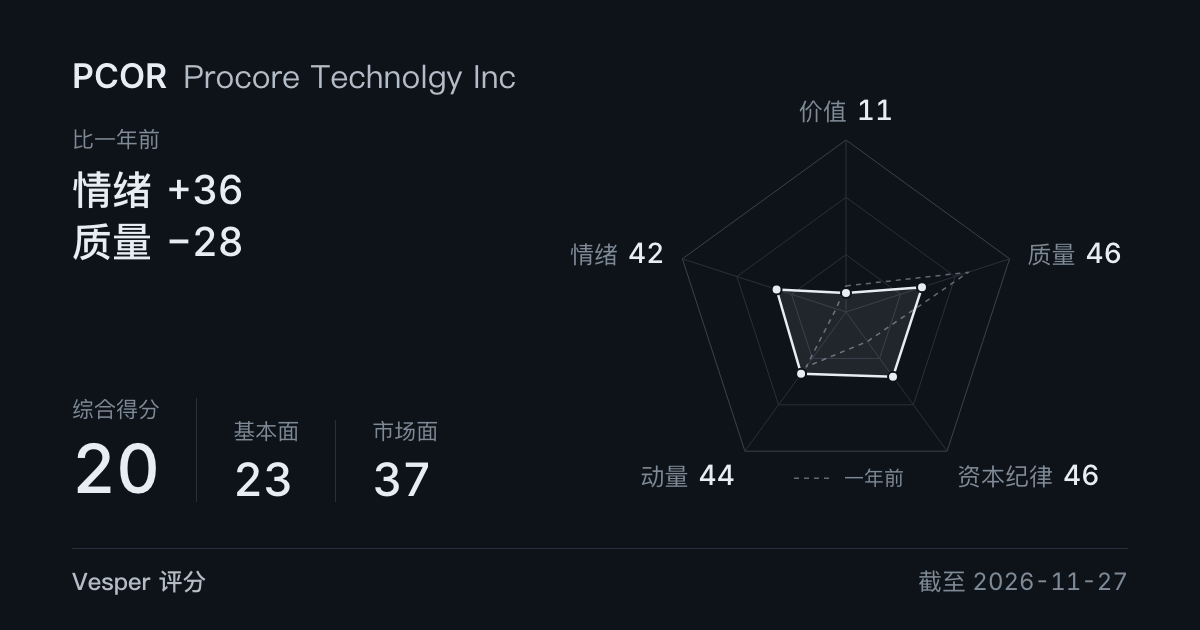 PCOR Procore Technolgy Inc
比一年前
情绪 +36
质量 −28
综合得分
20
基本面
23
市场面
37
价值 11
情绪 42
质量 46
动量 44
一年前
资本纪律 46
Vesper 评分
截至 2026-11-27